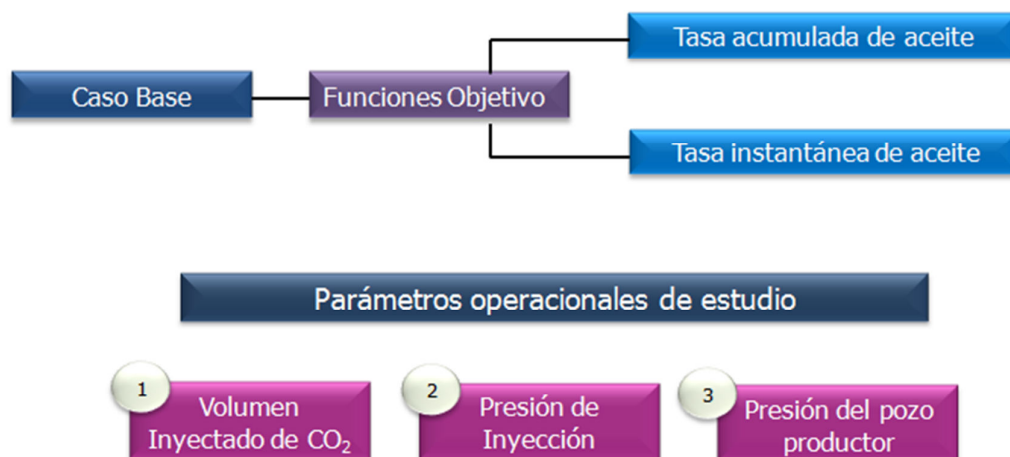 Tasa acumulada de aceite
Caso Base
Funciones Objetivo
Tasa instantánea de aceite
Parámetros operacionales de estudio
1
Volumen
Inyectado de CO₂
2
Presión de
Inyección
3
Presión del pozo
productor